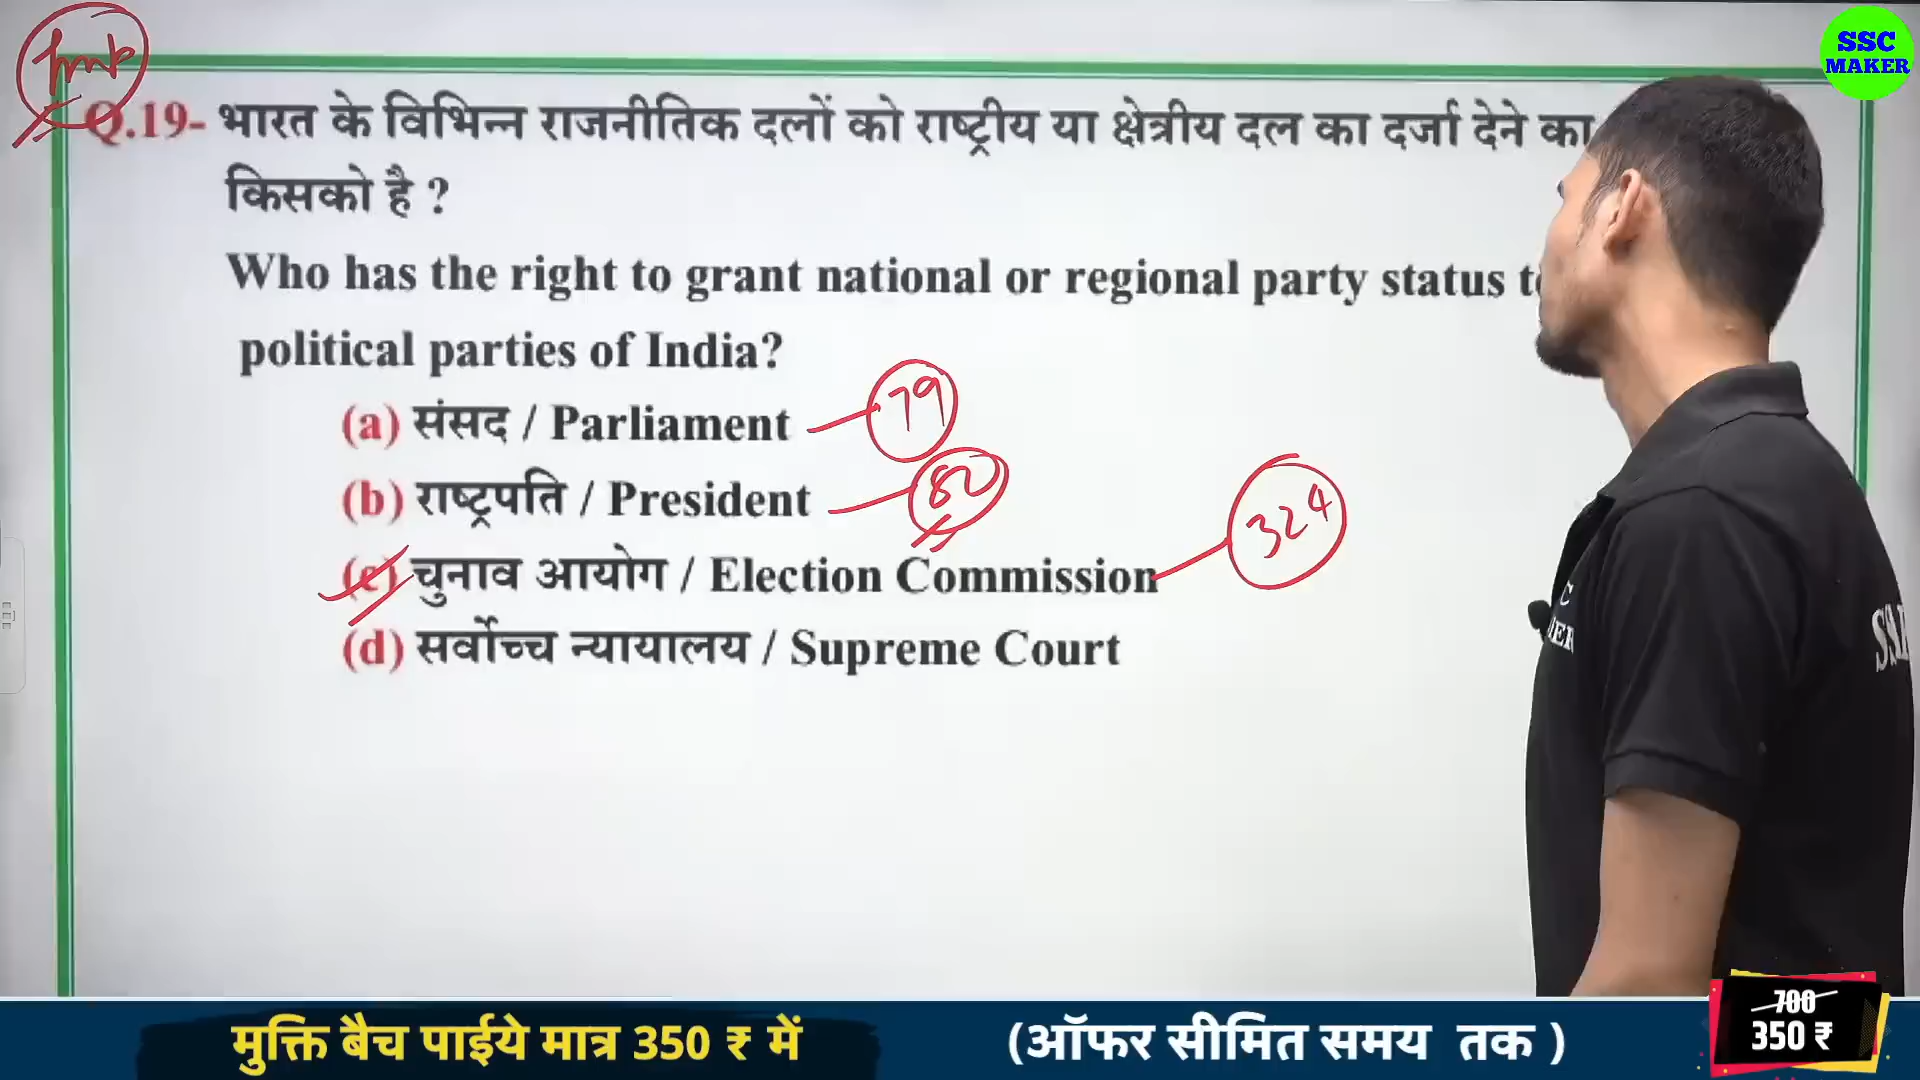 Imp
SSC
MAKER
Q.19- भारत के विभिन्न राजनीतिक दलों को राष्ट्रीय या क्षेत्रीय दल का दर्जा देने का
किसको है ?
Who has the right to grant national or regional party status
political parties of India?
(a) संसद / Parliament 79
(b) राष्ट्रपति / President
(c) चुनाव आयोग / Election Commission 324
(d) सर्वोच्च न्यायालय / Supreme Court
मुक्ति बैच पाईये मात्र 350 ₹ में
(ऑफर सीमित समय तक )
700
350 ₹